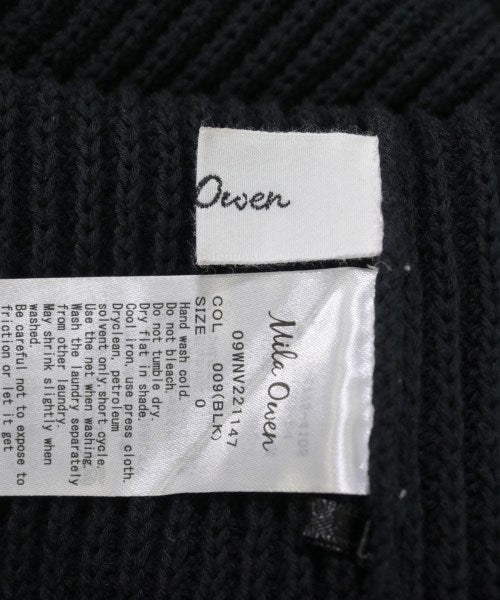 Owen
Mila Owen
09WNV221147
COL 009(BLK)
SIZE 0
Hand wash cold.
Do not bleach.
Do not tumble dry.
Dry flat in shade.
Cool iron, use press cloth.
Dryclean, petroleum
solvent only,short cycle.
Use the net when washing.
Wash the laundry separately
from other laundry.
May shrink slightly when
washed.
Be careful not to expose to
friction or let it get